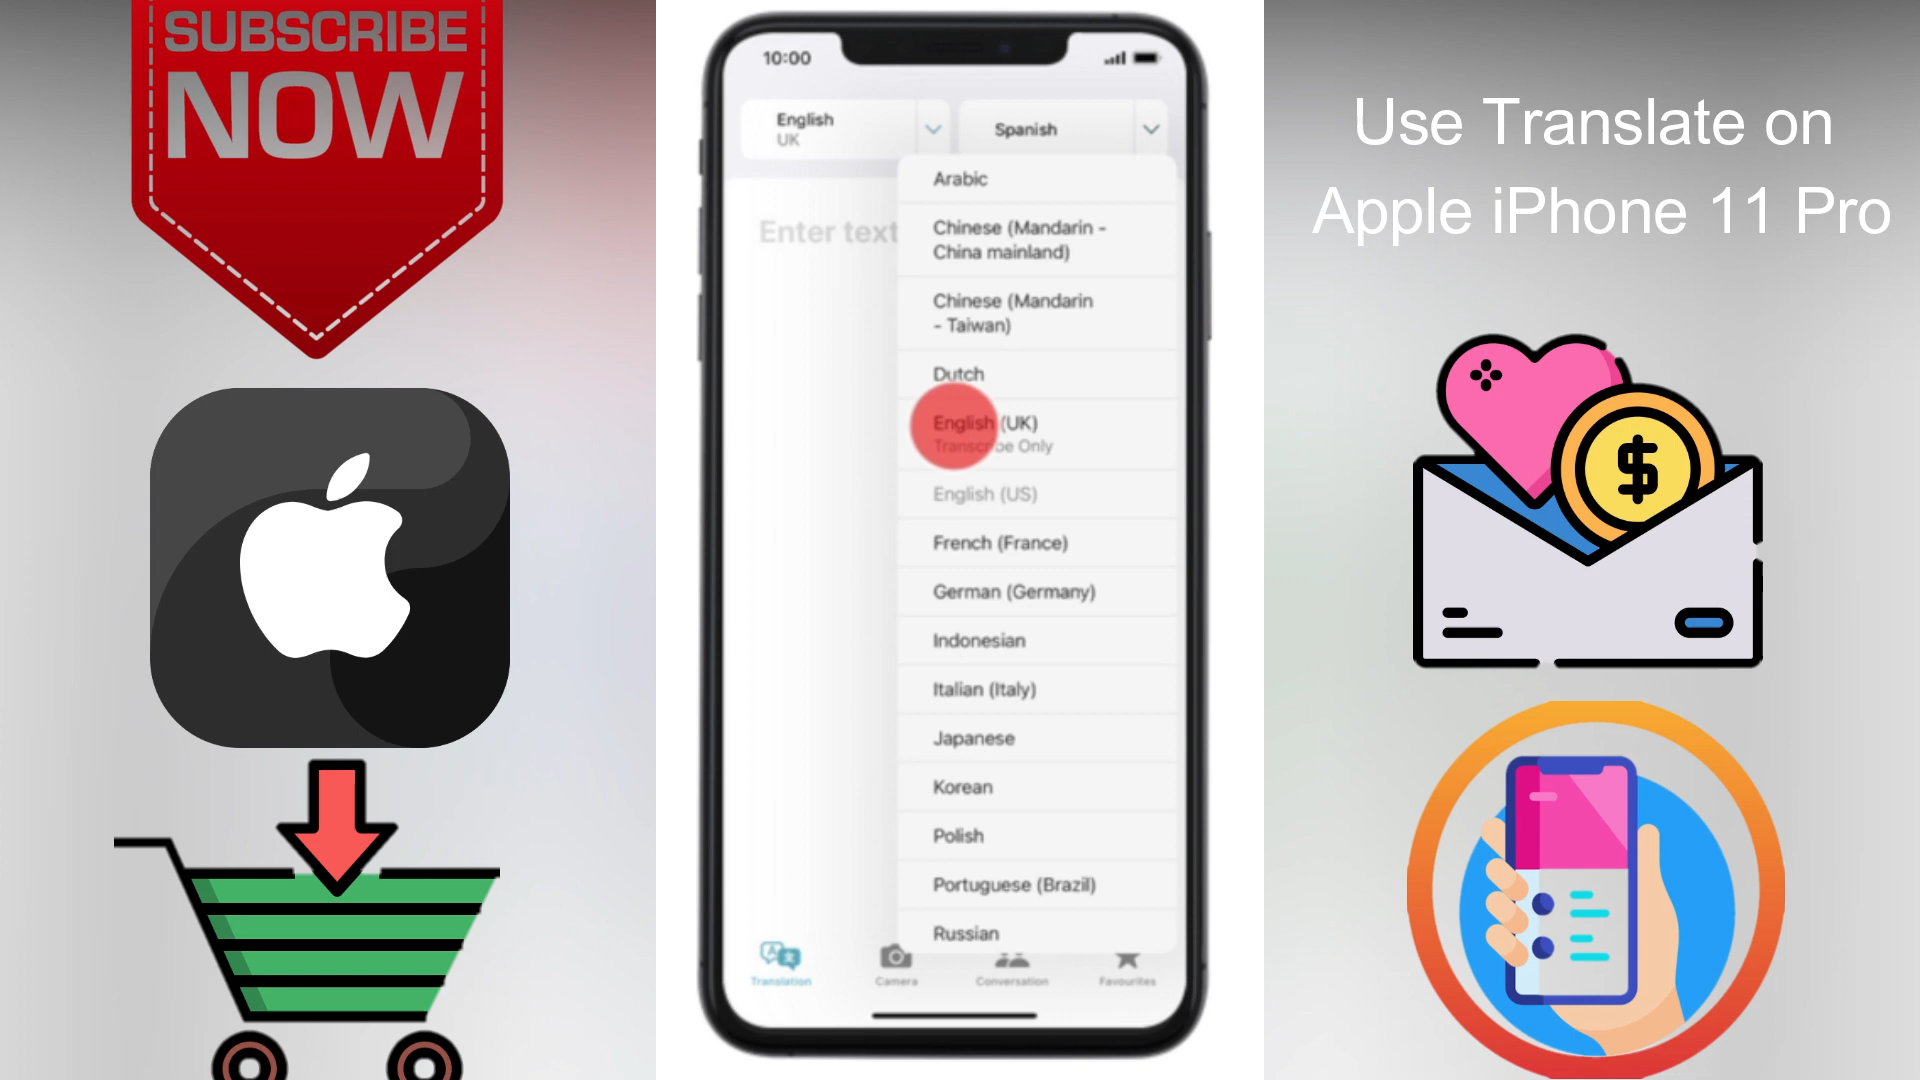 SUBSCRIBE
NOW
10:00
English
UK
Spanish
Enter text
Arabic
Chinese (Mandarin -
China mainland)
Chinese (Mandarin
- Taiwan)
Dutch
English (UK)
Transcribe Only
English (US)
French (France)
German (Germany)
Indonesian
Italian (Italy)
Japanese
Korean
Polish
Portuguese (Brazil)
Russian
Translation
Camera
Conversation
Favourites
Use Translate on
Apple iPhone 11 Pro
$